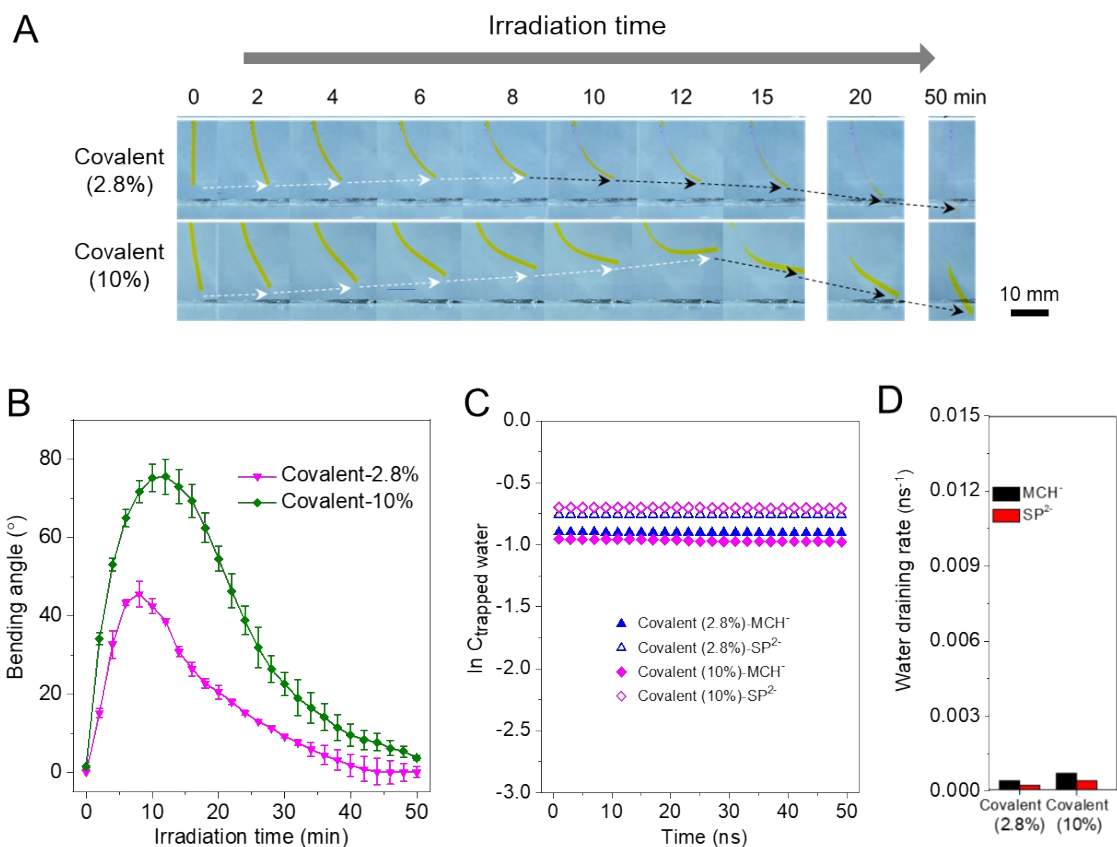 A
Irradiation time
0 2 4 6 8 10 12 15 20 50 min
Covalent
(2.8%)
Covalent
(10%)
10 mm
B
80
60
40
20
0
Bending angle (°)
Covalent-2.8%
Covalent-10%
0 10 20 30 40 50
Irradiation time (min)
C
0.0
-0.5
-1.0
-1.5
-2.0
-2.5
-3.0
ln C trapped water
Covalent (2.8%)-MCH-
Covalent (2.8%)-SP2-
Covalent (10%)-MCH-
Covalent (10%)-SP2-
0 10 20 30 40 50
Time (ns)
D
0.015
0.012
0.009
0.006
0.003
0.000
Water draining rate (ns-1)
MCH-
SP2-
Covalent Covalent
(2.8%) (10%)